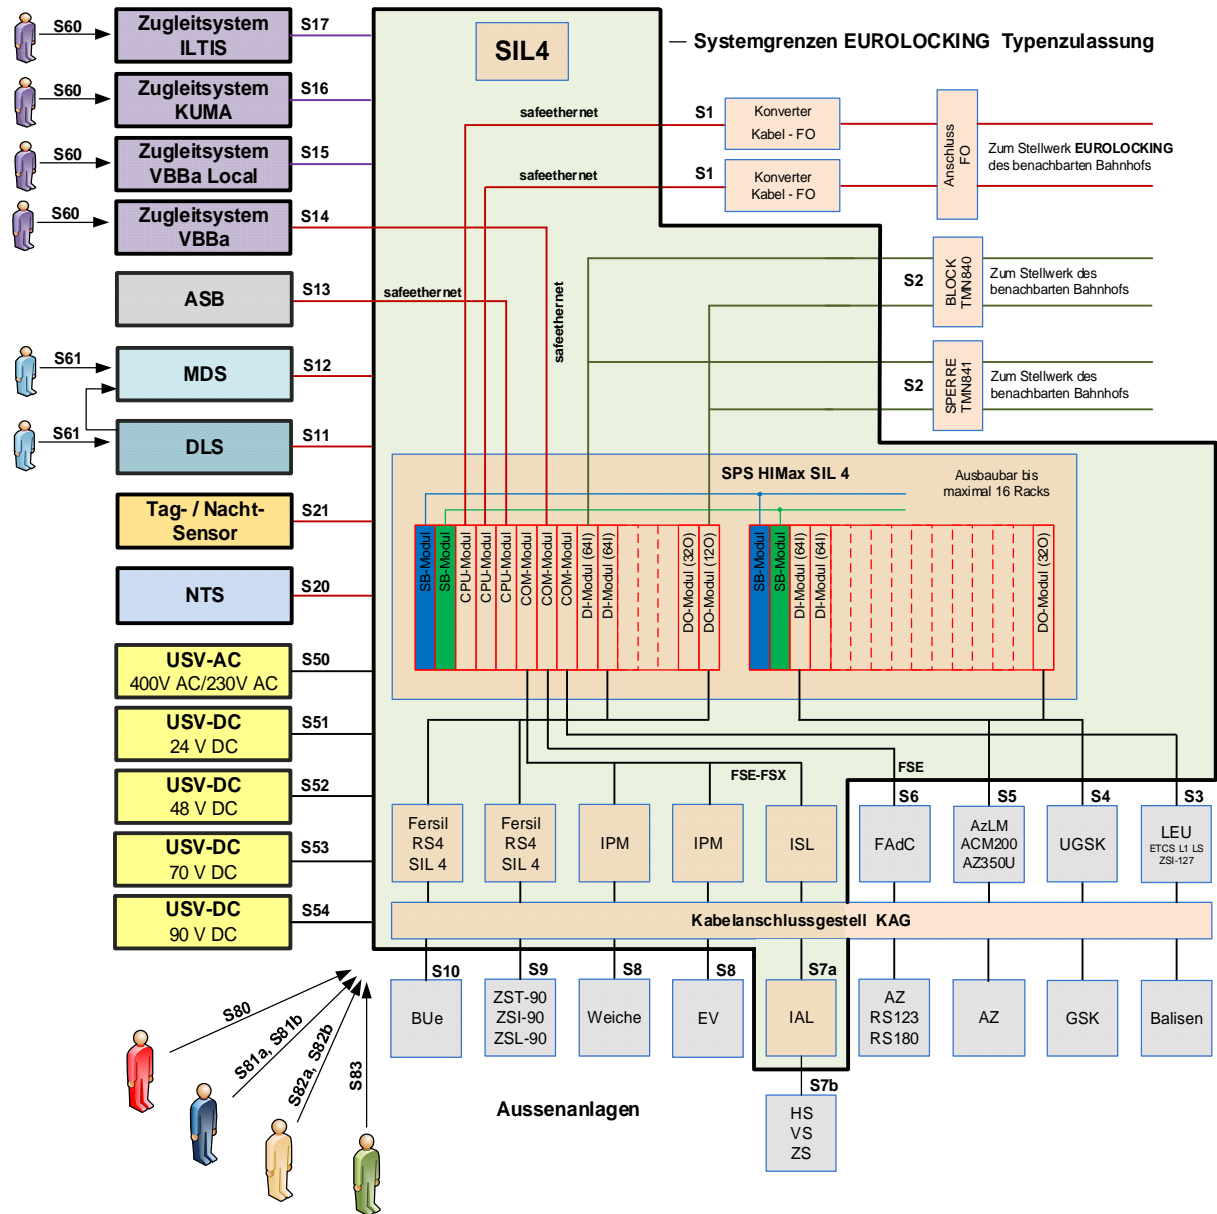 S60
Zugleitsystem
ILTIS
S17
SIL4
Systemgrenzen EUROLOCKING Typenzulassung
S60
Zugleitsystem
KUMA
S16
safeethernet
S1
Konverter
Kabel - FO
Anschluss
FO
Zum Stellwerk EUROLOCKING
des benachbarten Bahnhofs
S60
Zugleitsystem
VBBa Local
S15
safeethernet
S1
Konverter
Kabel - FO
S60
Zugleitsystem
VBBa
S14
S2
BLOCK
TMN840
Zum Stellwerk des
benachbarten Bahnhofs
ASB
S13
safeethernet
safeethernet
S61
MDS
S12
S2
SPERRE
TMN841
Zum Stellwerk des
benachbarten Bahnhofs
S61
DLS
S11
SPS HIMax SIL 4
Ausbaubar bis
maximal 16 Racks
Tag- / Nacht-
Sensor
S21
NTS
S20
SB-Modul
SB-Modul
CPU-Modul
CPU-Modul
CPU-Modul
COM-Modul
COM-Modul
COM-Modul
DI-Modul (64I)
DI-Modul (64I)
DO-Modul (32O)
DO-Modul (12O)
SB-Modul
SB-Modul
DI-Modul (64I)
DI-Modul (64I)
DO-Modul (32O)
USV-AC
400V AC/230V AC
S50
USV-DC
24 V DC
S51
USV-DC
48 V DC
S52
USV-DC
70 V DC
S53
USV-DC
90 V DC
S54
FSE-FSX
FSE
S6
S5
S4
S3
Fersil
RS4
SIL 4
Fersil
RS4
SIL 4
IPM
IPM
ISL
FAdC
AzLM
ACM200
AZ350U
UGSK
LEU
ETCS L1 LS
ZSI-127
Kabelanschlussgestell KAG
S10
S9
S8
S8
S7a
BUe
ZST-90
ZSI-90
ZSL-90
Weiche
EV
IAL
AZ
RS123
RS180
AZ
GSK
Balisen
S7b
HS
VS
ZS
Aussenanlagen
S80
S81a, S81b
S82a, S82b
S83